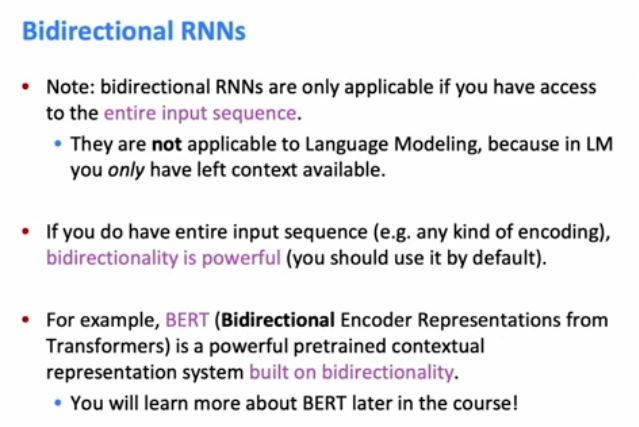 Bidirectional RNNs
• Note: bidirectional RNNs are only applicable if you have access
to the entire input sequence.
• They are not applicable to Language Modeling, because in LM
you only have left context available.
• If you do have entire input sequence (e.g. any kind of encoding),
bidirectionality is powerful (you should use it by default).
• For example, BERT (Bidirectional Encoder Representations from
Transformers) is a powerful pretrained contextual
representation system built on bidirectionality.
• You will learn more about BERT later in the course!